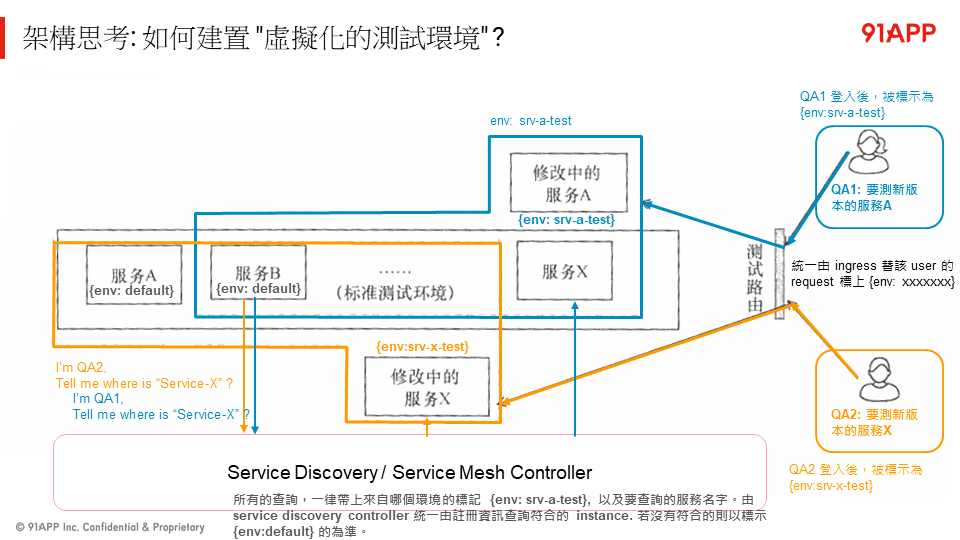 架構思考: 如何建置 "虛擬化的測試環境" ?
91APP
QA1 登入後，被標示為
{env:srv-a-test}
env: srv-a-test
修改中的
服务A
{env: srv-a-test}
QA1: 要測新版
本的服務A
服务A
{env: default}
服务B
{env: default}
......
(标准测试环境)
服务X
测试路由
統一由 ingress 替該 user 的
request 標上 {env: xxxxxxx}
{env:srv-x-test}
修改中的
服务X
I'm QA2,
Tell me where is “Service-X” ?
I'm QA1,
Tell me where is “Service-X” ?
QA2: 要測新版
本的服務X
QA2 登入後，被標示為
{env:srv-x-test}
Service Discovery / Service Mesh Controller
所有的查詢，一律帶上來自哪個環境的標記 {env: srv-a-test}, 以及要查詢的服務名字。由
service discovery controller 統一由註冊資訊查詢符合的 instance. 若沒有符合的則以標示
{env:default} 的為準。
© 91APP Inc. Confidential & Proprietary